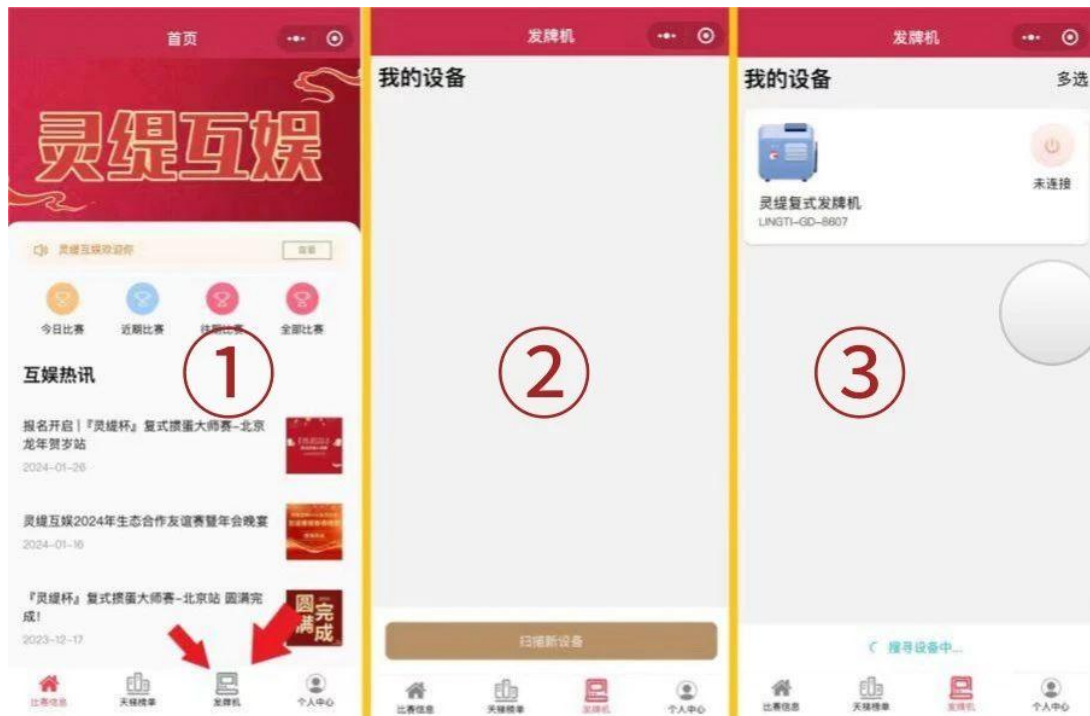 首页
灵缇互娱
灵缇互娱欢迎你
查看
今日比赛
近期比赛
往期比赛
全部比赛
①
互娱热讯
报名开启|『灵缇杯』复式掼蛋大师赛-北京
龙年贺岁站
2024-01-26
灵缇互娱2024年生态合作友谊赛暨年会晚宴
2024-01-16
『灵缇杯』复式掼蛋大师赛-北京站 圆满完
成!
2023-12-17
圆满
完成
比赛信息
天梯榜单
发牌机
个人中心
发牌机
我的设备
②
扫描新设备
比赛信息
天梯榜单
发牌机
个人中心
发牌机
我的设备
多选
未连接
灵缇复式发牌机
LINGTI-GD-8607
③
搜寻设备中...
比赛信息
天梯榜单
发牌机
个人中心